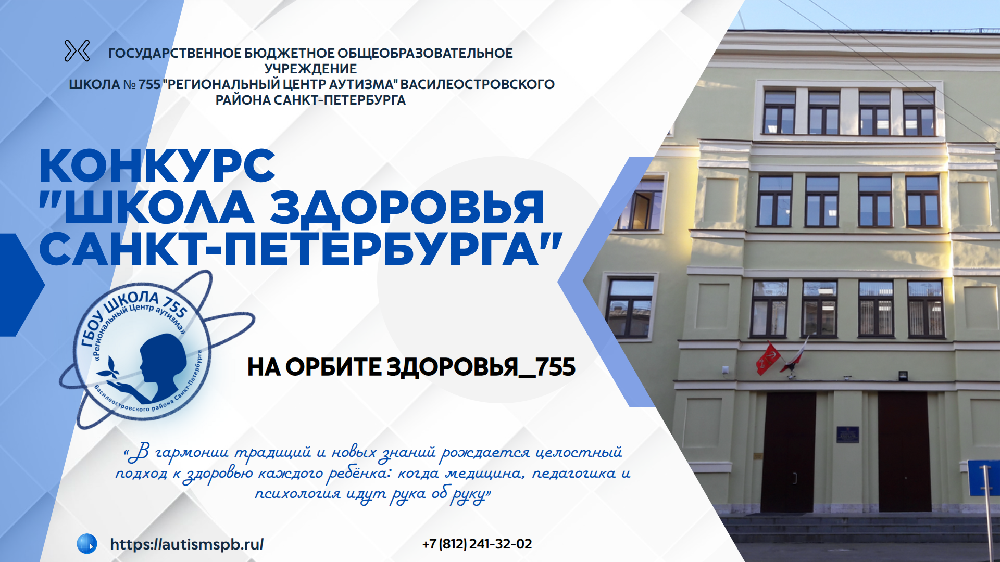 ГОСУДАРСТВЕННОЕ БЮДЖЕТНОЕ ОБЩЕОБРАЗОВАТЕЛЬНОЕ
УЧРЕЖДЕНИЕ
ШКОЛА № 755 "РЕГИОНАЛЬНЫЙ ЦЕНТР АУТИЗМА" ВАСИЛЕОСТРОВСКОГО
РАЙОНА САНКТ-ПЕТЕРБУРГА
КОНКУРС
"ШКОЛА ЗДОРОВЬЯ
САНКТ-ПЕТЕРБУРГА"
ГБОУ ШКОЛА 755
«Региональный Центр аутизма»
Василеостровского района Санкт-Петербурга
НА ОРБИТЕ ЗДОРОВЬЯ_755
« В гармонии традиций и новых знаний рождается целостный
подход к здоровью каждого ребёнка: когда медицина, педагогика и
психология идут рука об руку»
https://autismspb.ru/
+7 (812) 241-32-02